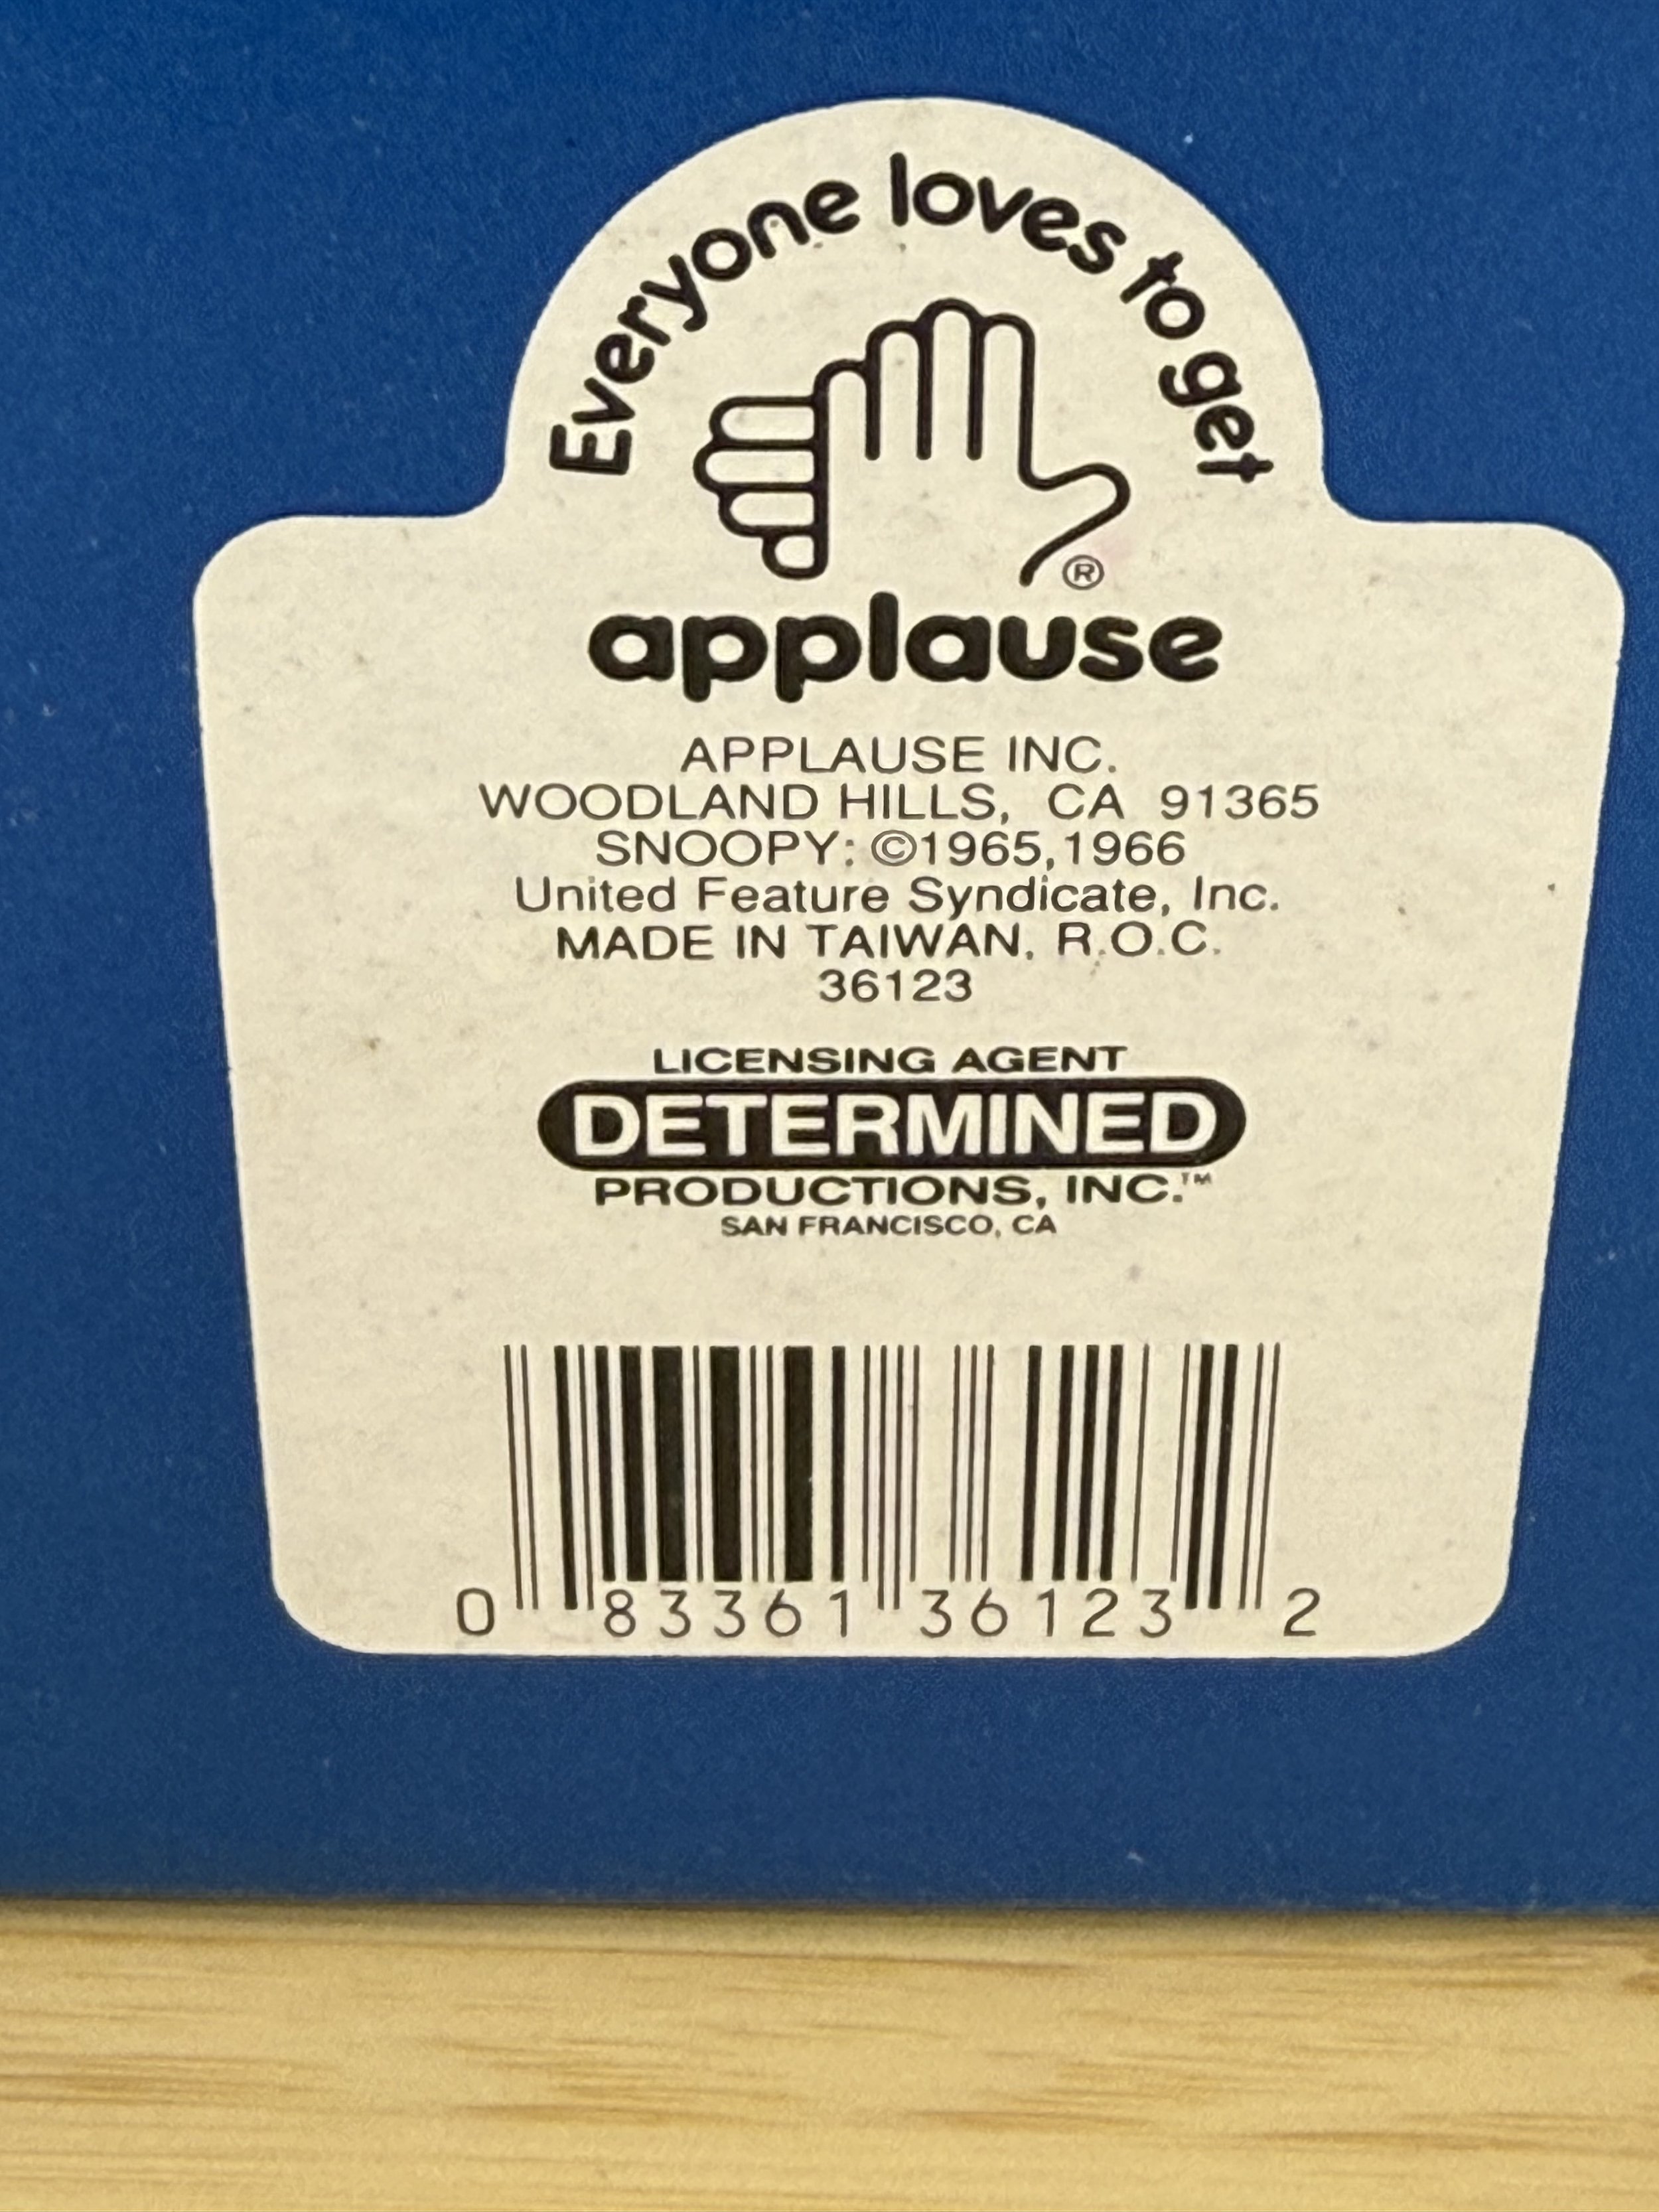 Everyone loves to get
®
applause
APPLAUSE INC.
WOODLAND HILLS, CA 91365
SNOOPY: ©1965,1966
United Feature Syndicate, Inc.
MADE IN TAIWAN, R.O.C.
36123
LICENSING AGENT
DETERMINED
PRODUCTIONS, INC.™
SAN FRANCISCO, CA
0 83361 36123 2